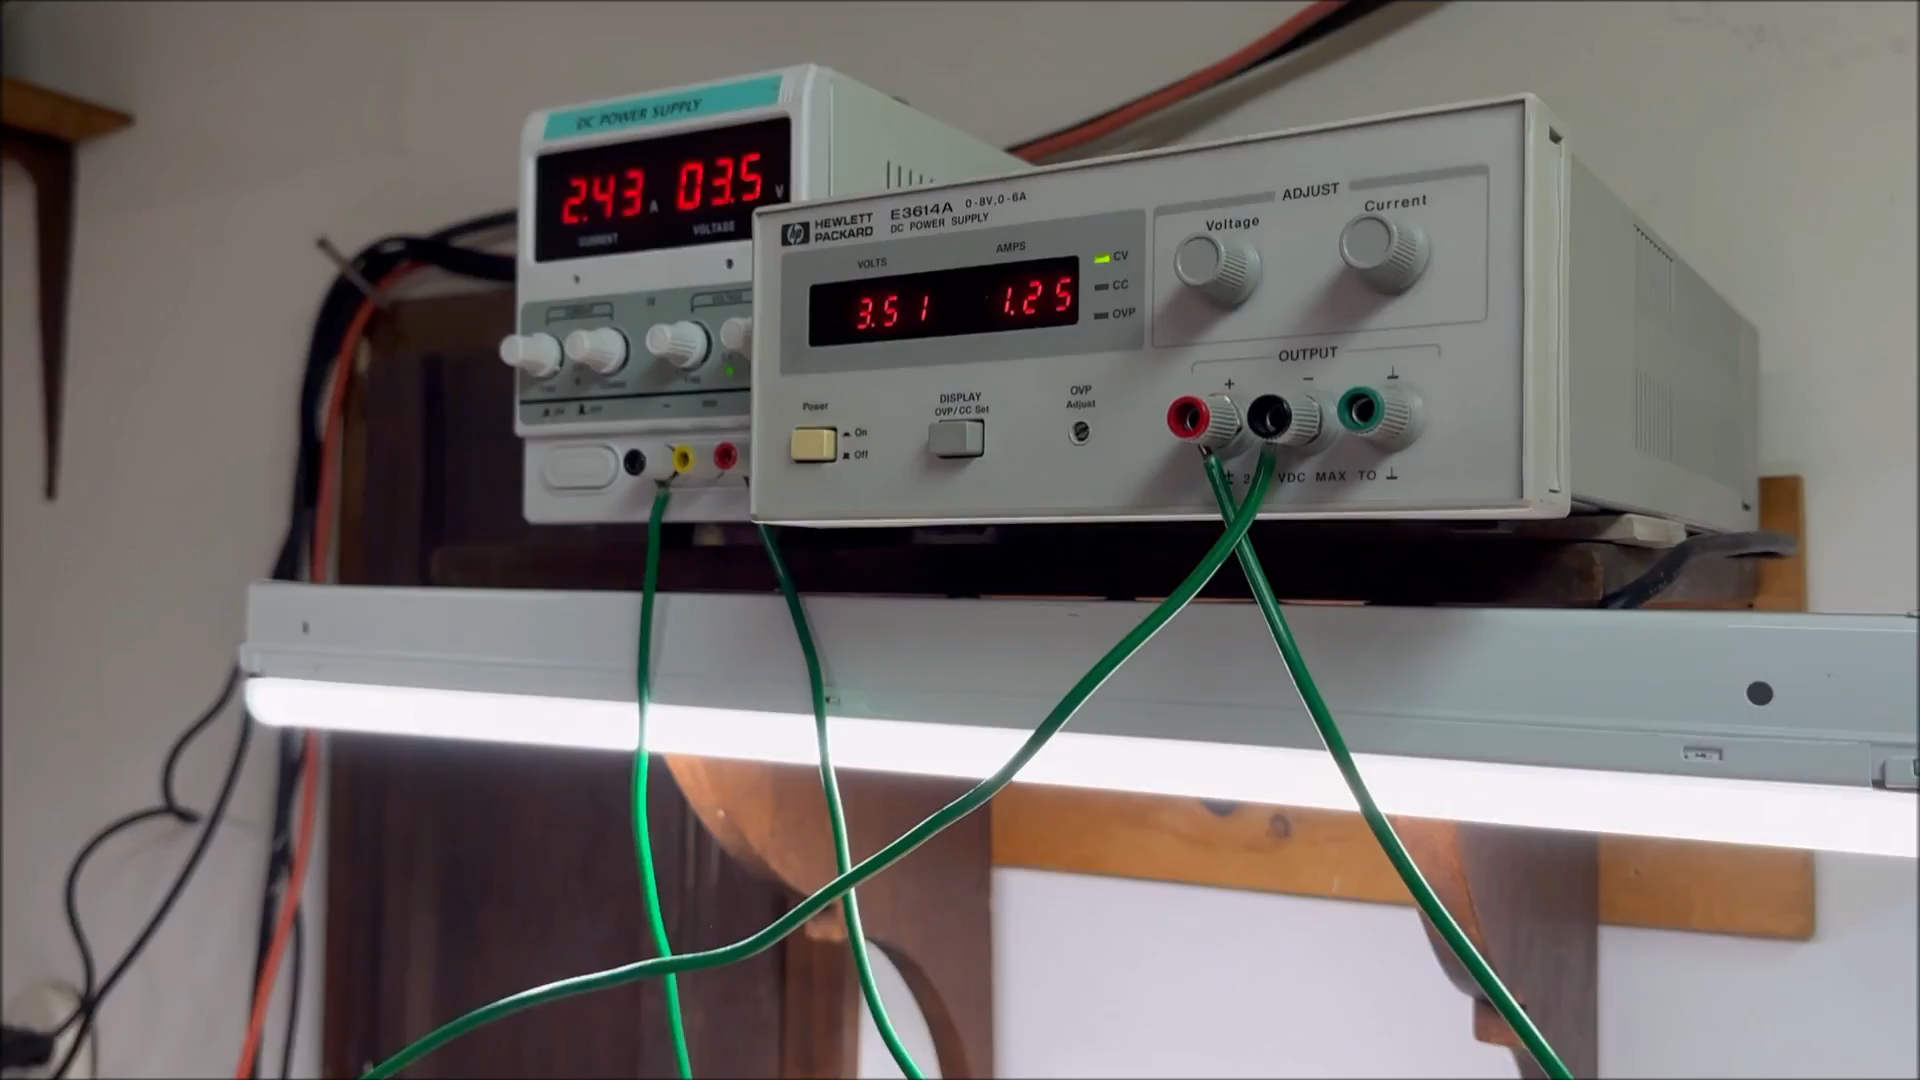 DC POWER SUPPLY
2.43 A 03.5 V
CURRENT VOLTAGE
hp HEWLETT PACKARD
E3614A 0-8V,0-6A
DC POWER SUPPLY
VOLTS AMPS
3.51 1.25
CV
CC
OVP
ADJUST
Voltage Current
Power
On
Off
DISPLAY
OVP/CC Set
OVP
Adjust
OUTPUT
+ − ⏊
VDC MAX TO ⏊